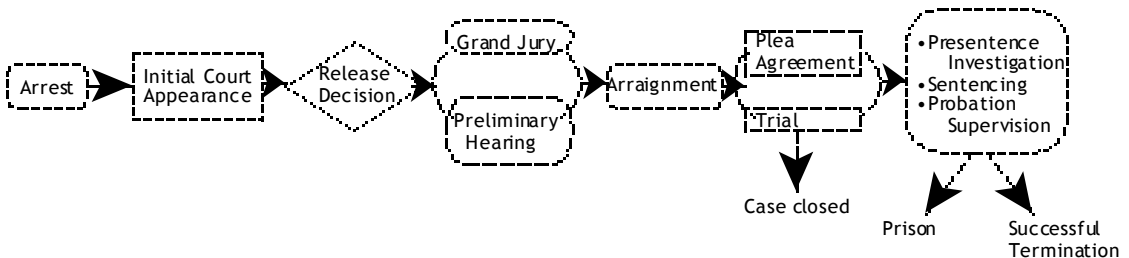 Arrest
Initial Court
Appearance
Release
Decision
Grand Jury
Preliminary
Hearing
Arraignment
Plea
Agreement
Trial
Case closed
•Presentence
Investigation
•Sentencing
•Probation
Supervision
Prison
Successful
Termination